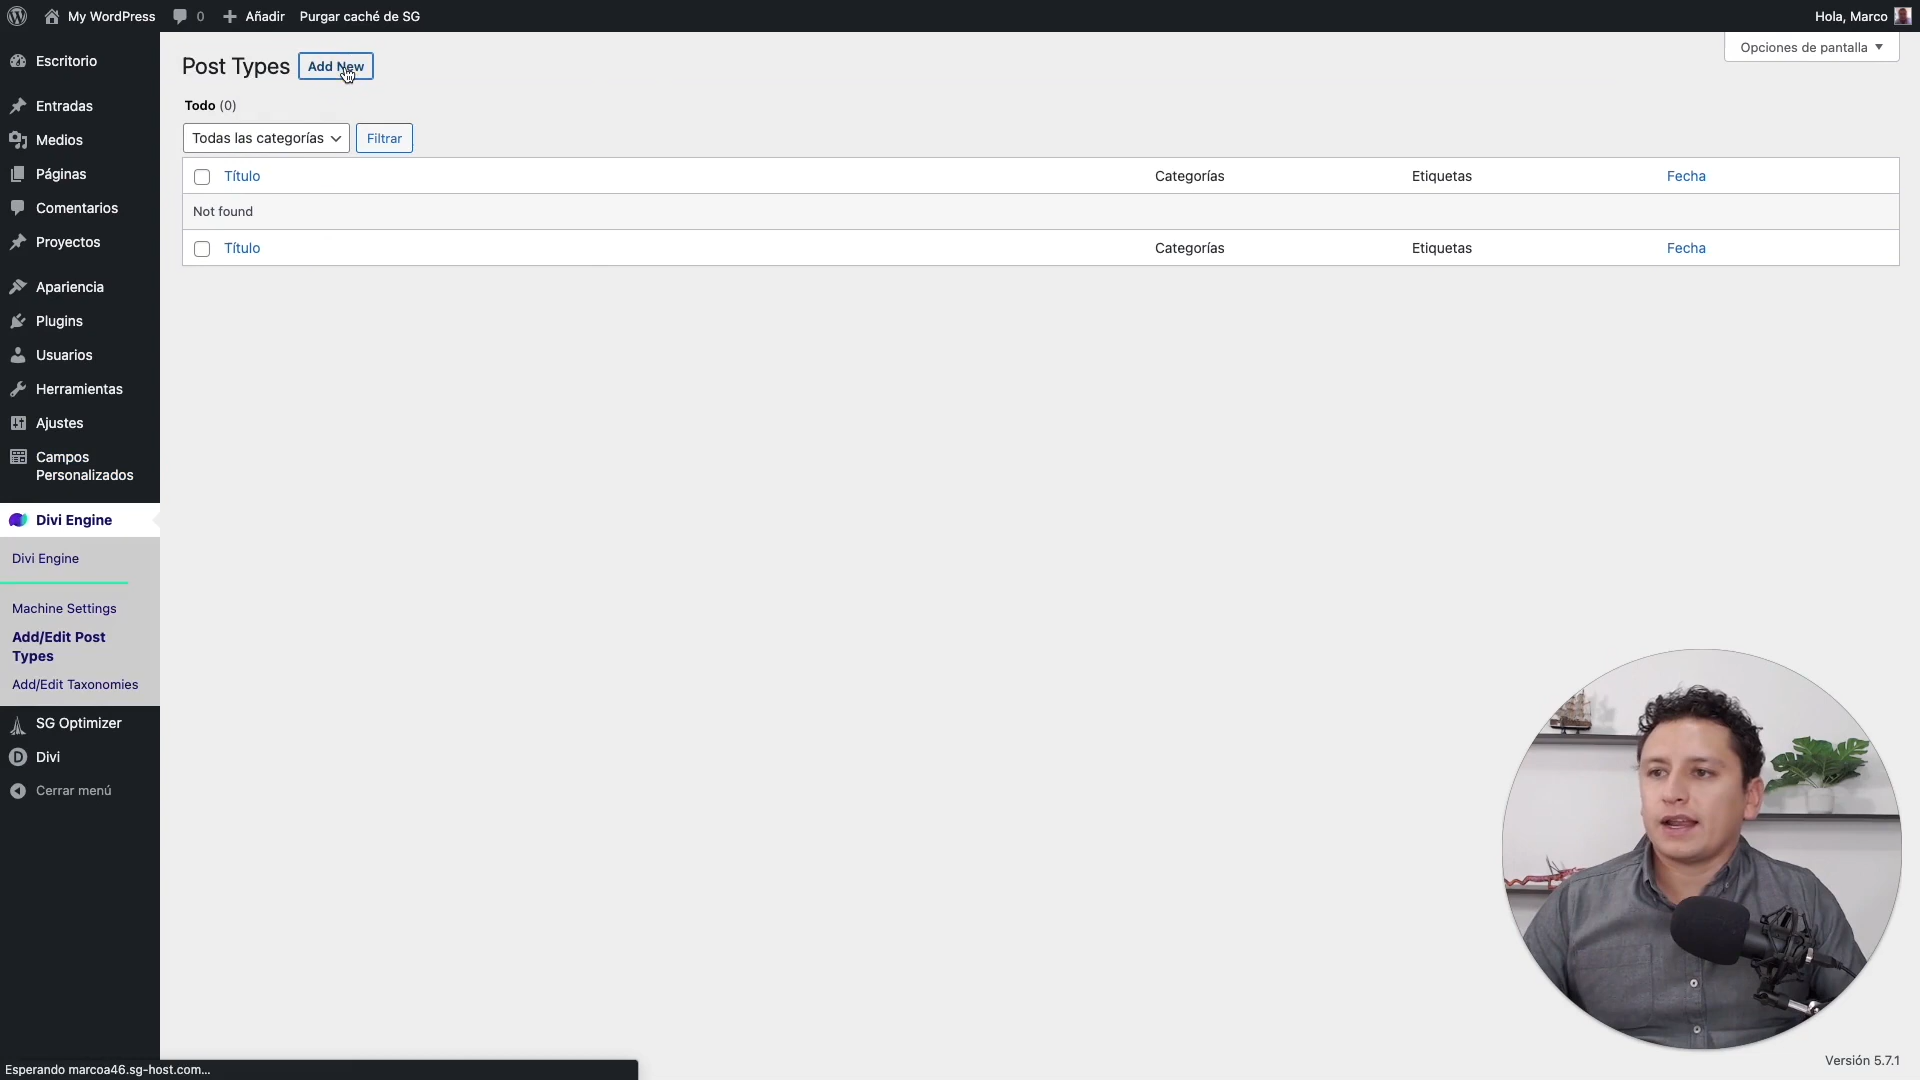 My WordPress
0
Añadir
Purgar caché de SG
Hola, Marco
Opciones de pantalla
Post Types
Add New
Todo (0)
Todas las categorías
Filtrar
Título
Categorías
Etiquetas
Fecha
Not found
Título
Categorías
Etiquetas
Fecha
Escritorio
Entradas
Medios
Páginas
Comentarios
Proyectos
Apariencia
Plugins
Usuarios
Herramientas
Ajustes
Campos
Personalizados
Divi Engine
Divi Engine
Machine Settings
Add/Edit Post
Types
Add/Edit Taxonomies
SG Optimizer
D
Divi
Cerrar menú
Esperando marcoa46.sg-host.com...
Versión 5.7.1